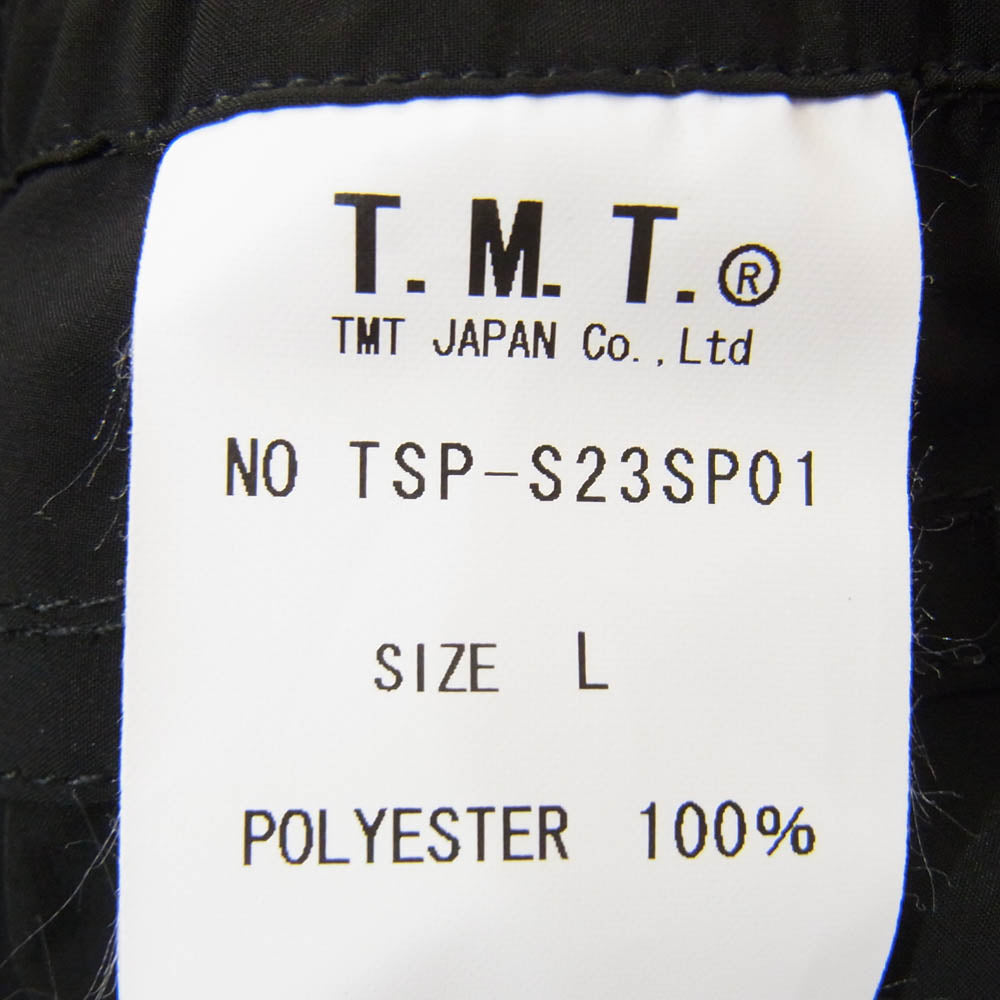 T.M.T.®
TMT JAPAN Co.,Ltd
NO TSP-S23SP01
SIZE L
POLYESTER 100%